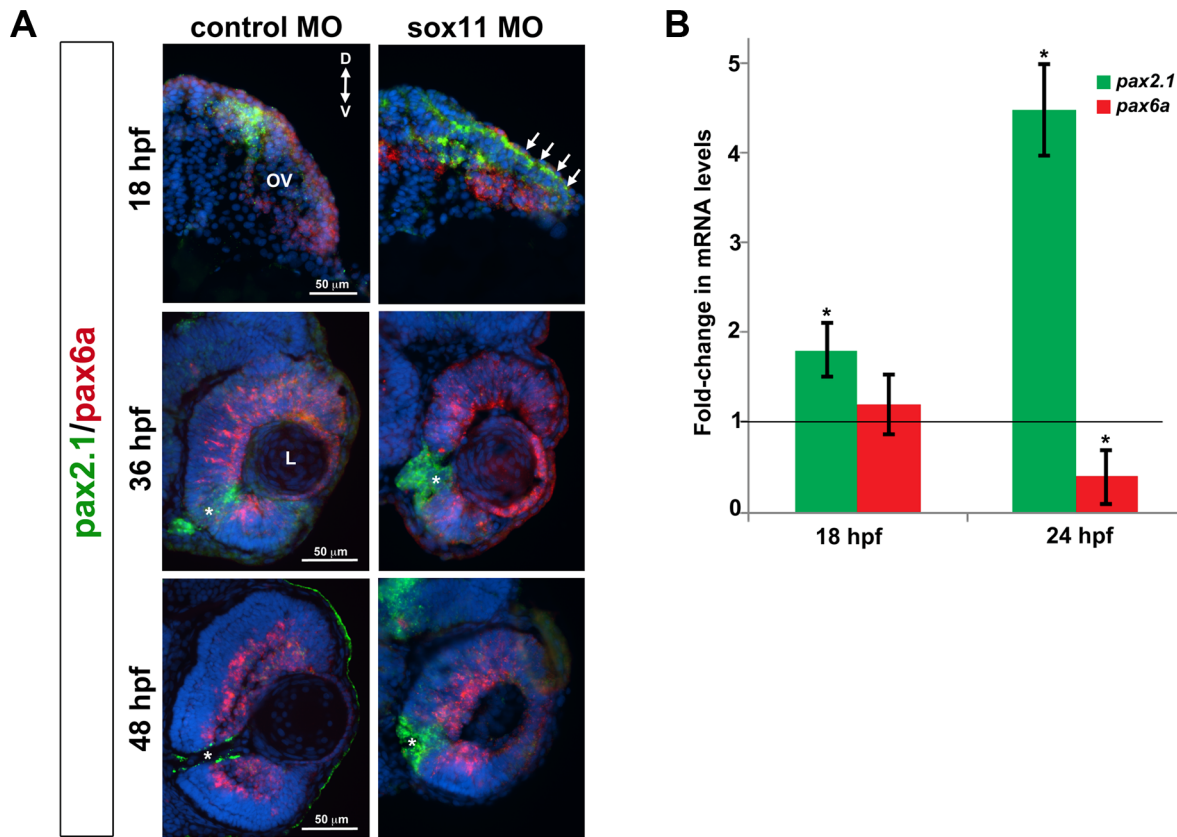 A
control MO
sox11 MO
pax2.1/pax6a
18 hpf
D
V
OV
50 μm
36 hpf
L
*
50 μm
*
48 hpf
*
50 μm
*
B
Fold-change in mRNA levels
5
4
3
2
1
0
*
*
*
pax2.1
pax6a
18 hpf
24 hpf